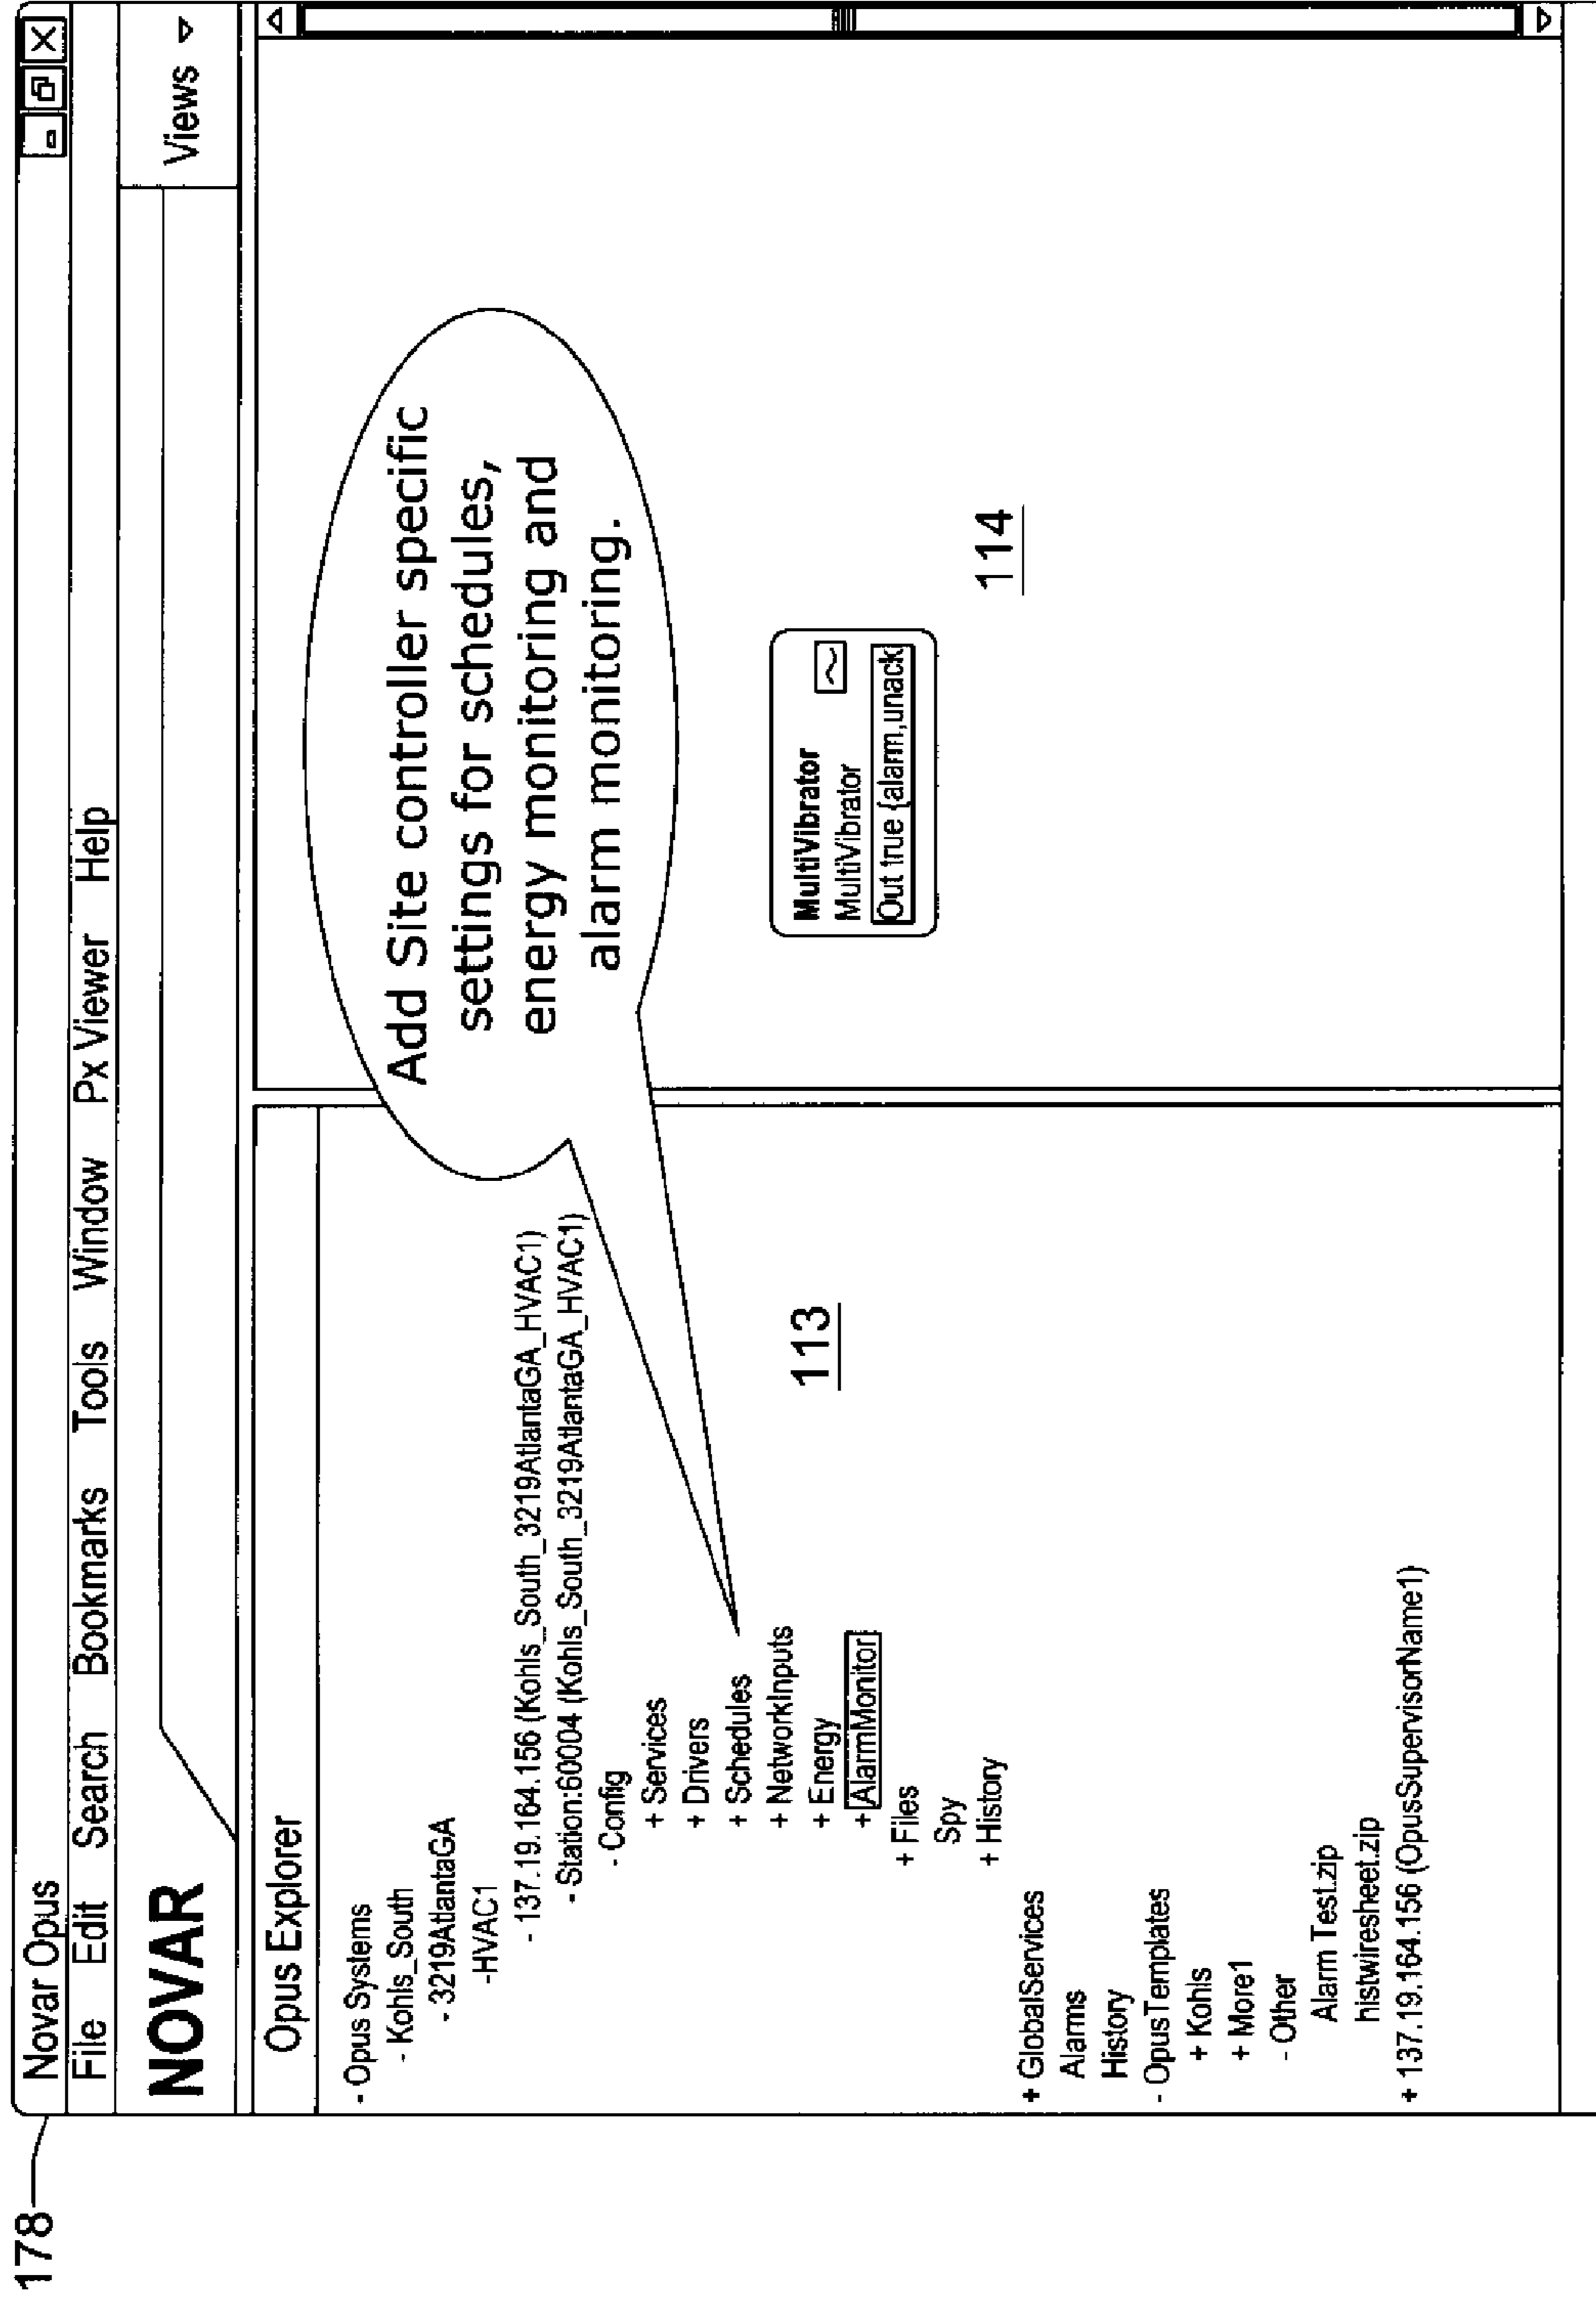 178
Novar Opus
File Edit Search Bookmarks Tools Window Px Viewer Help
NOVAR
Views
Opus Explorer
- Opus Systems
- Kohls_South
- 3219AtlantaGA
-HVAC1
- 137.19.164.156 (Kohls_South_3219AtlantaGA_HVAC1)
- Station:60004 (Kohls_South_3219AtlantaGA_HVAC1)
- Config
+ Services
+ Drivers
+ Schedules
+ NetworkInputs
+ Energy
+ AlarmMonitor
+ Files
Spy
+ History
+ GlobalServices
Alarms
History
- OpusTemplates
+ Kohls
+ More1
- Other
Alarm Test.zip
histwiresheet.zip
+ 137.19.164.156 (OpusSupervisorName1)
113
Add Site controller specific
settings for schedules,
energy monitoring and
alarm monitoring.
MultiVibrator
MultiVibrator
Out true {alarm,unack
114